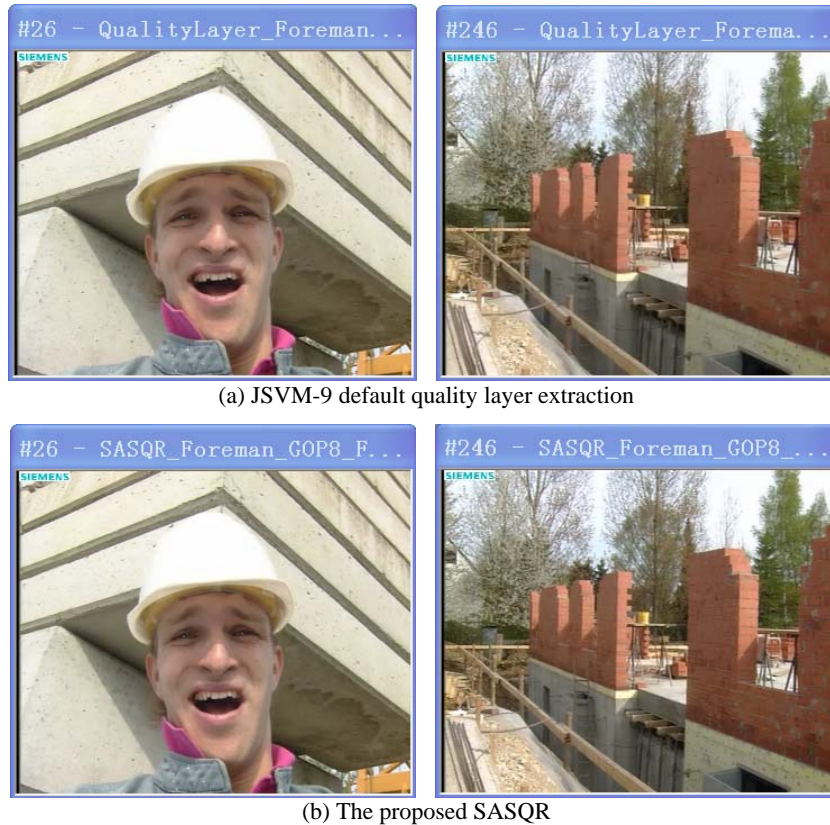 #26 - QualityLayer_Foreman...
#246 - QualityLayer_Forema...
SIEMENS
SIEMENS
(a) JSVM-9 default quality layer extraction
#26 - SASQR_Foreman_GOP8_F...
#246 - SASQR_Foreman_GOP8_...
SIEMENS
SIEMENS
(b) The proposed SASQR